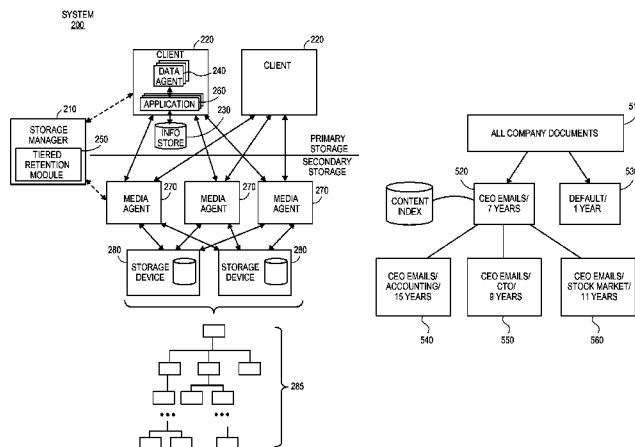 SYSTEM
200
220
CLIENT
DATA
AGENT
240
APPLICATION
260
INFO
STORE
230
220
CLIENT
210
STORAGE
MANAGER
250
TIERED
RETENTION
MODULE
PRIMARY STORAGE
SECONDARY STORAGE
270
MEDIA
AGENT
270
MEDIA
AGENT
270
MEDIA
AGENT
280
STORAGE
DEVICE
280
STORAGE
DEVICE
285
ALL COMPANY DOCUMENTS
520
CONTENT
INDEX
CEO EMAILS/
7 YEARS
DEFAULT/
1 YEAR
CEO EMAILS/
ACCOUNTING/
15 YEARS
CEO EMAILS/
CTO/
9 YEARS
CEO EMAILS/
STOCK MARKET/
11 YEARS
540
550
560